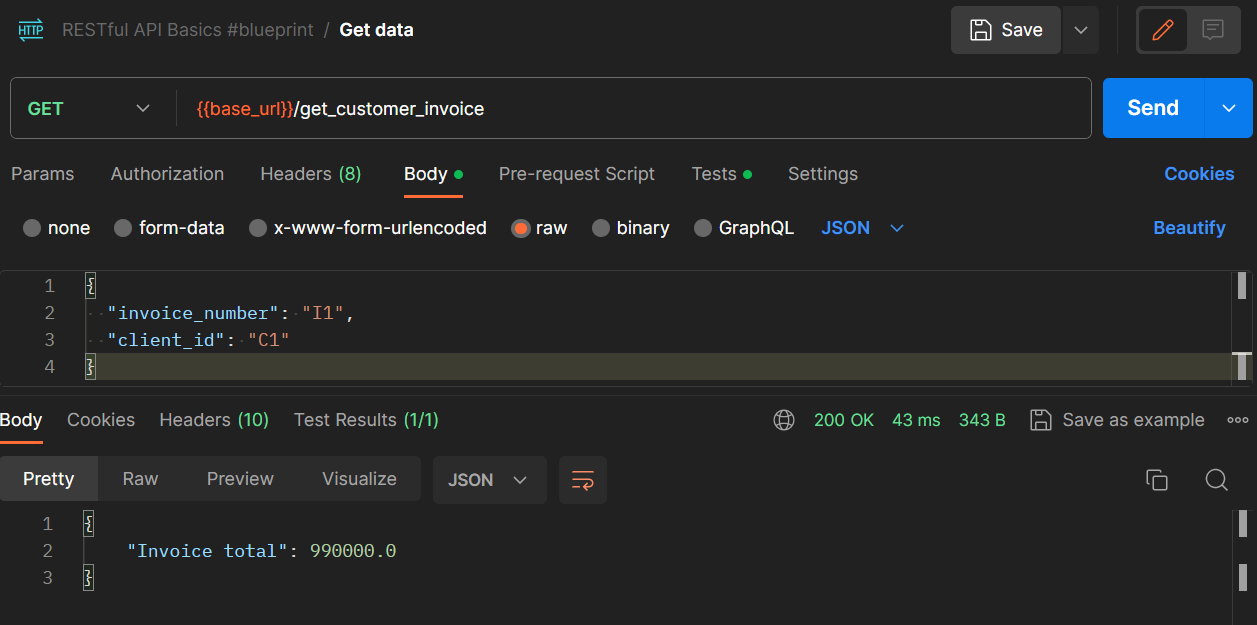 HTTP RESTful API Basics #blueprint / Get data Save
GET {{base_url}}/get_customer_invoice Send
Params Authorization Headers (8) Body Pre-request Script Tests Settings Cookies
none form-data x-www-form-urlencoded raw binary GraphQL JSON Beautify
1 {
2 "invoice_number": "I1",
3 "client_id": "C1"
4 }
Body Cookies Headers (10) Test Results (1/1) 200 OK 43 ms 343 B Save as example
Pretty Raw Preview Visualize JSON
1 {
2 "Invoice total": 990000.0
3 }